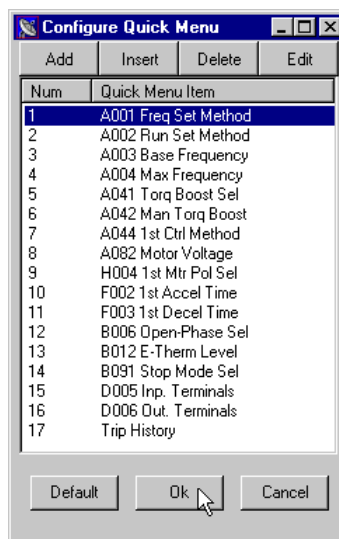 Configure Quick Menu
Add Insert Delete Edit
Num Quick Menu Item
1 A001 Freq Set Method
2 A002 Run Set Method
3 A003 Base Frequency
4 A004 Max Frequency
5 A041 Torq Boost Sel
6 A042 Man Torq Boost
7 A044 1st Ctrl Method
8 A082 Motor Voltage
9 H004 1st Mtr Pol Sel
10 F002 1st Accel Time
11 F003 1st Decel Time
12 B006 Open-Phase Sel
13 B012 E-Therm Level
14 B091 Stop Mode Sel
15 D005 Inp. Terminals
16 D006 Out. Terminals
17 Trip History
Default Ok Cancel